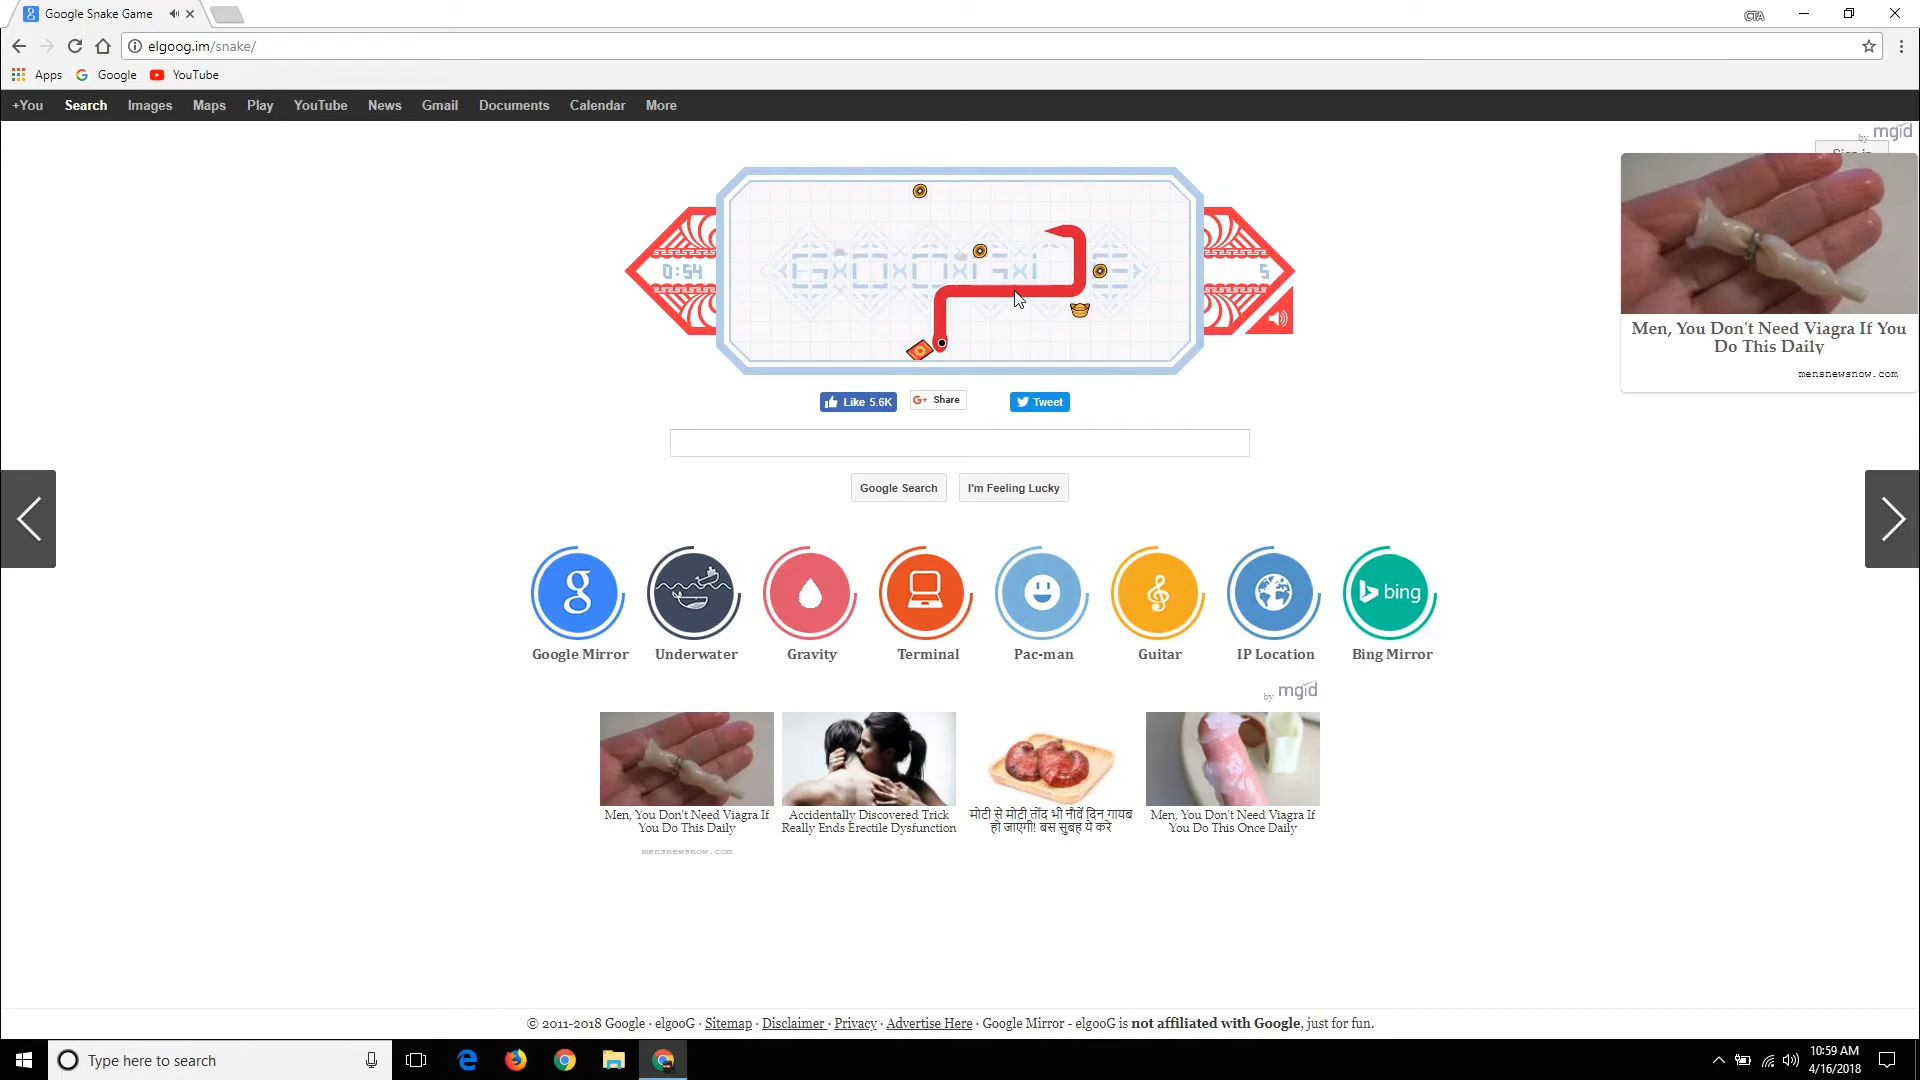 Google Snake Game
CTA
elgoog.im/snake/
Apps Google YouTube
+You Search Images Maps Play YouTube News Gmail Documents Calendar More
by mgid
0:54
5
Men, You Don't Need Viagra If You
Do This Daily
mensnewsnow.com
Like 5.6K
G+ Share
Tweet
Google Search
I'm Feeling Lucky
g
bing
Google Mirror
Underwater
Gravity
Terminal
Pac-man
Guitar
IP Location
Bing Mirror
by mgid
Men, You Don't Need Viagra If
You Do This Daily
mensnewsnow.com
Accidentally Discovered Trick
Really Ends Erectile Dysfunction
मोटी से मोटी तोंद भी नौवें दिन गायब
हो जाएगी! बस सुबह ये करे
Men, You Don't Need Viagra If
You Do This Once Daily
© 2011-2018 Google · elgooG · Sitemap · Disclaimer · Privacy · Advertise Here · Google Mirror - elgooG is not affiliated with Google, just for fun.
Type here to search
10:59 AM
4/16/2018